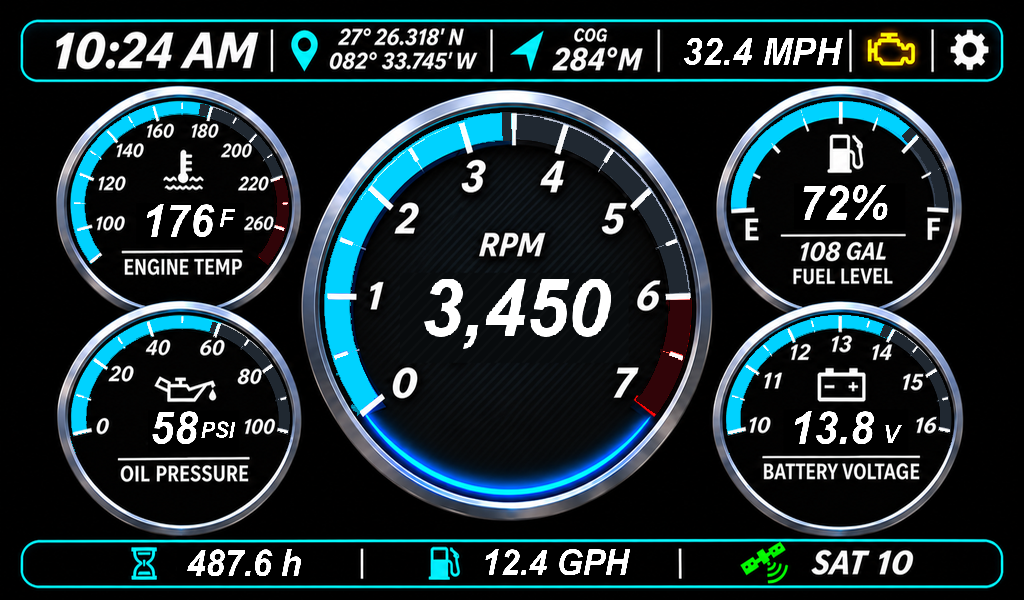 10:24 AM
27° 26.318' N
082° 33.745' W
COG
284°M
32.4 MPH
100
120
140
160
180
200
220
260
176 F
ENGINE TEMP
0
1
2
3
4
5
6
7
RPM
3,450
72%
E
F
108 GAL
FUEL LEVEL
0
20
40
60
80
100
58 PSI
OIL PRESSURE
10
11
12
13
14
15
16
13.8 V
BATTERY VOLTAGE
487.6 h
12.4 GPH
SAT 10